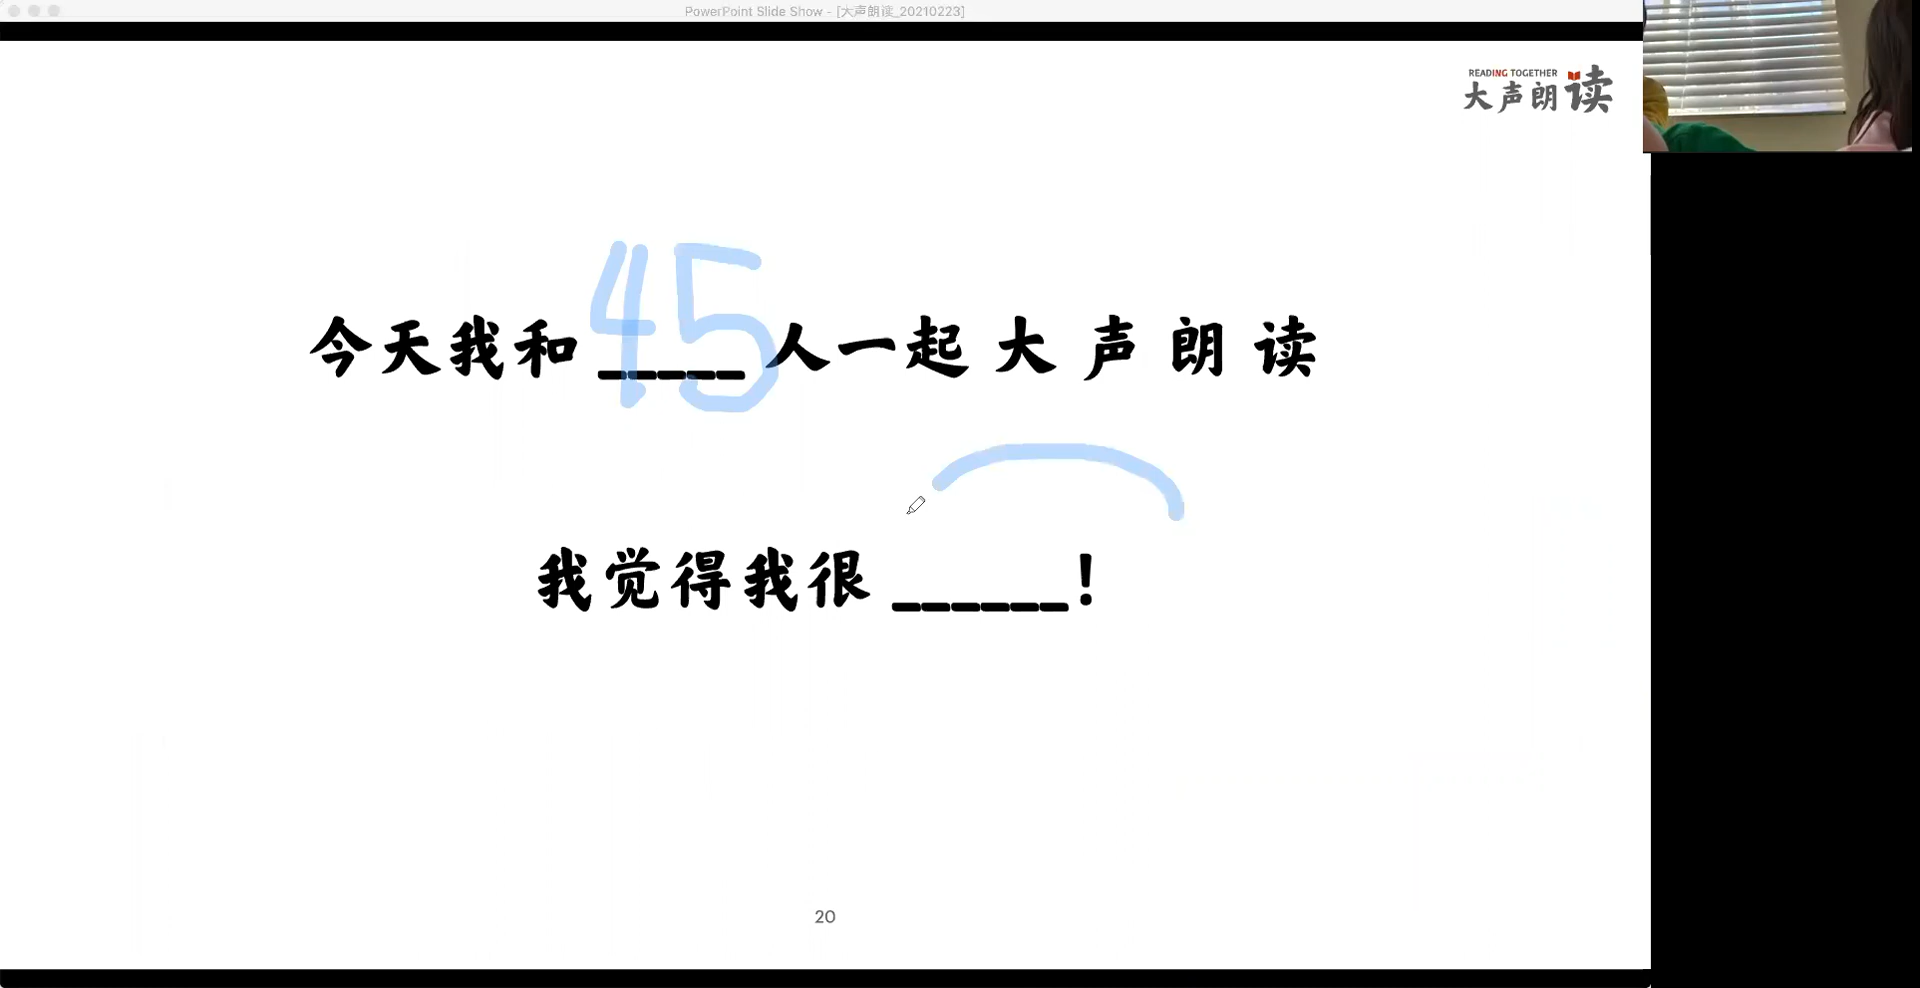 PowerPoint Slide Show - [大声朗读_20210223]
READING TOGETHER
大声朗读
今天我和 45 人一起 大 声 朗 读
我觉得我很 ______!
20